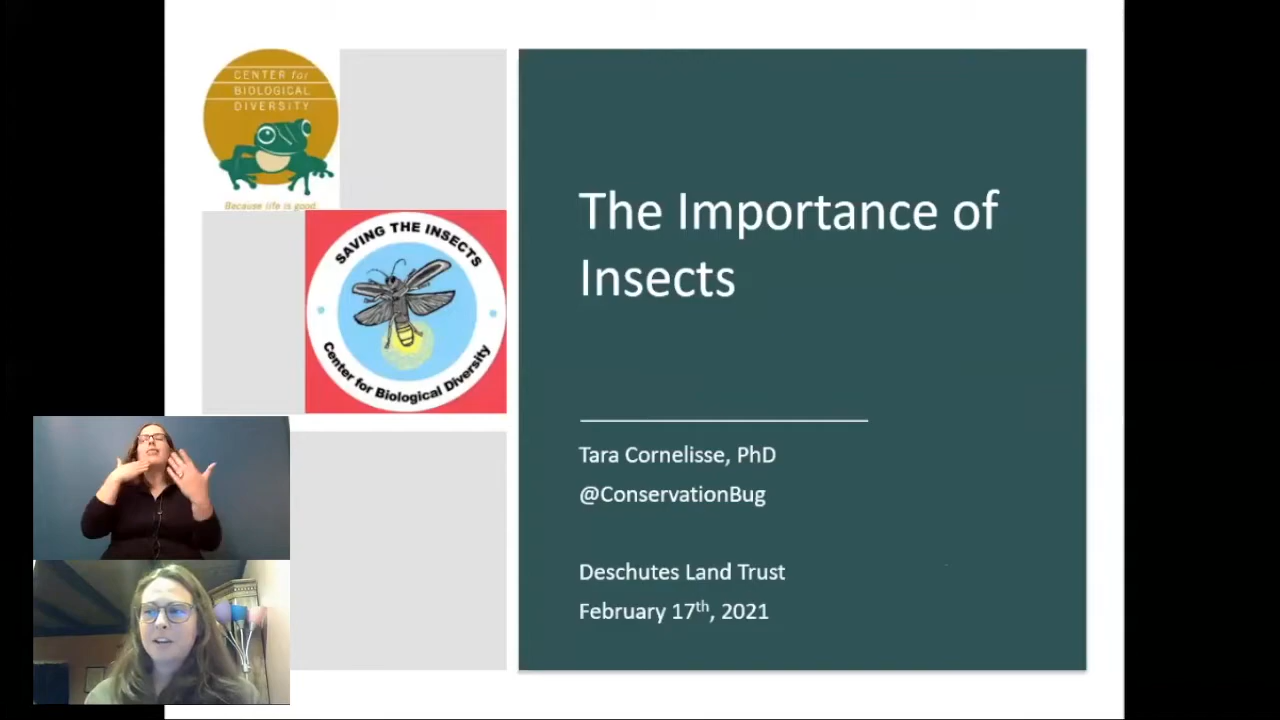 CENTER for
BIOLOGICAL
DIVERSITY
Because life is good.
SAVING THE INSECTS
Center for Biological Diversity
The Importance of
Insects
Tara Cornelisse, PhD
@ConservationBug
Deschutes Land Trust
February 17th, 2021